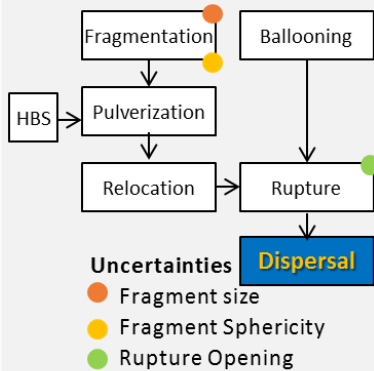 Fragmentation
Ballooning
HBS
Pulverization
Relocation
Rupture
Dispersal
Uncertainties
Fragment size
Fragment Sphericity
Rupture Opening